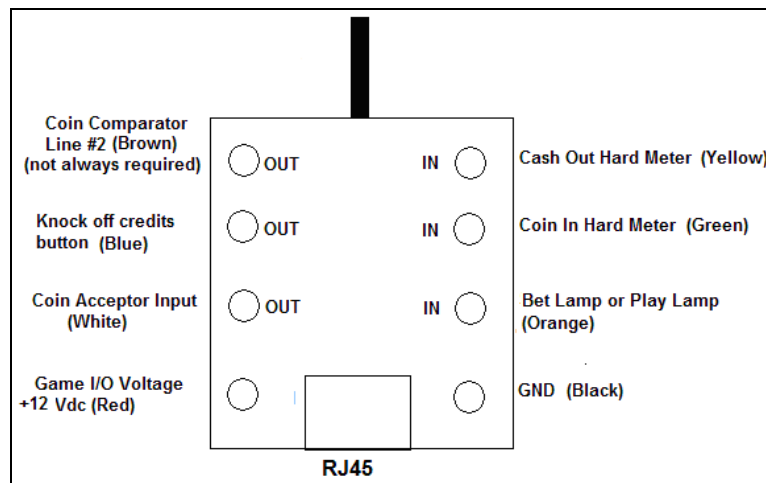 Coin Comparator
Line #2 (Brown)
(not always required)
OUT
IN
Cash Out Hard Meter (Yellow)
Knock off credits
button (Blue)
OUT
IN
Coin In Hard Meter (Green)
Coin Acceptor Input
(White)
OUT
IN
Bet Lamp or Play Lamp
(Orange)
Game I/O Voltage
+12 Vdc (Red)
GND (Black)
RJ45